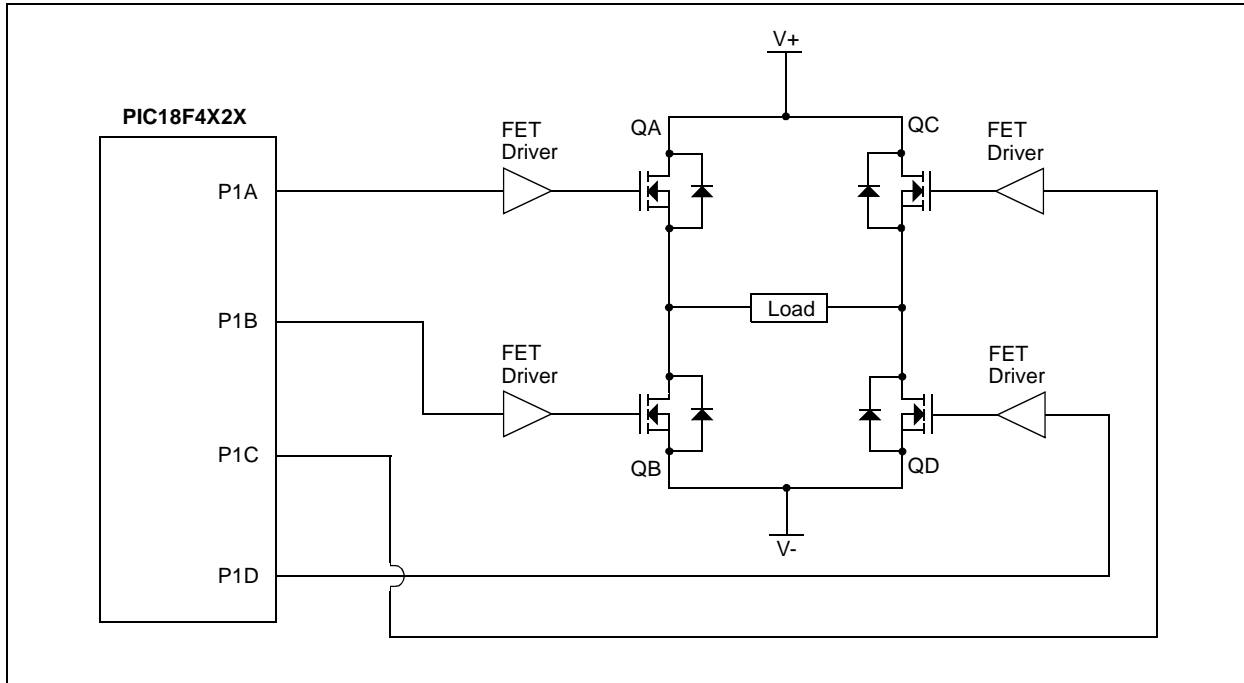 V+
PIC18F4X2X
FET
Driver
QA
QC
FET
Driver
P1A
P1B
Load
FET
Driver
FET
Driver
P1C
QB
QD
V-
P1D